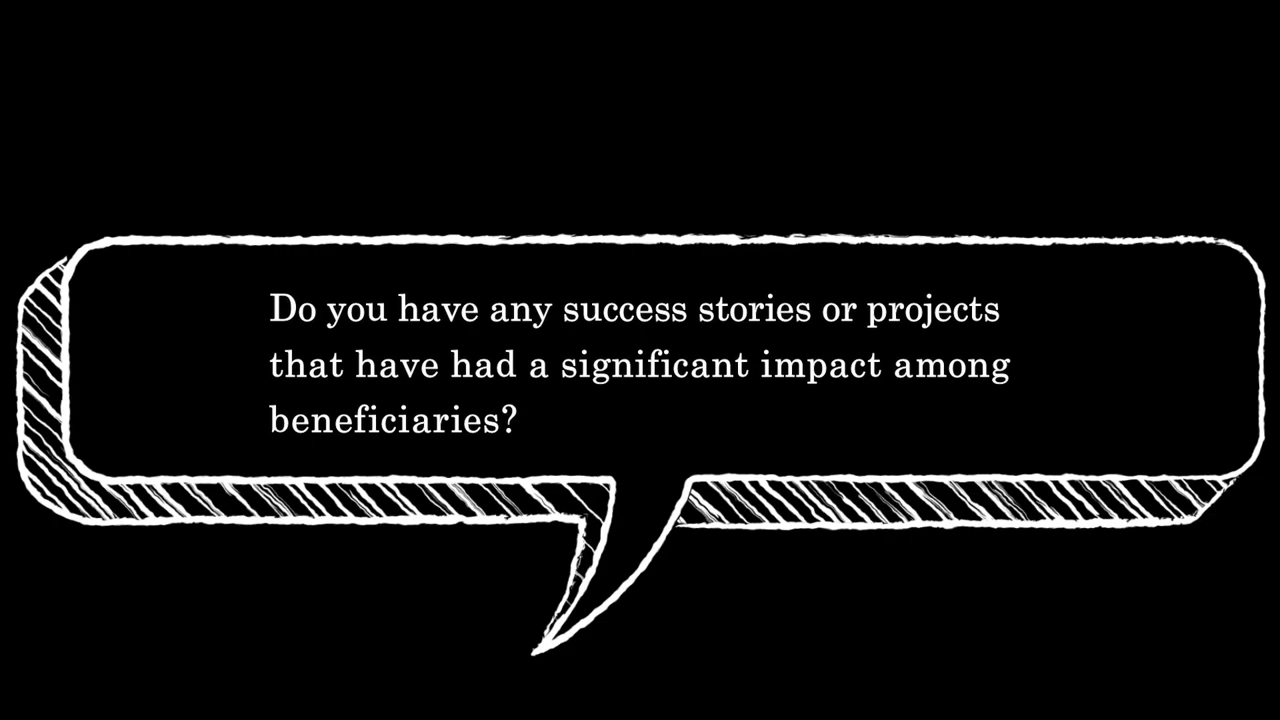 Do you have any success stories or projects
that have had a significant impact among
beneficiaries?